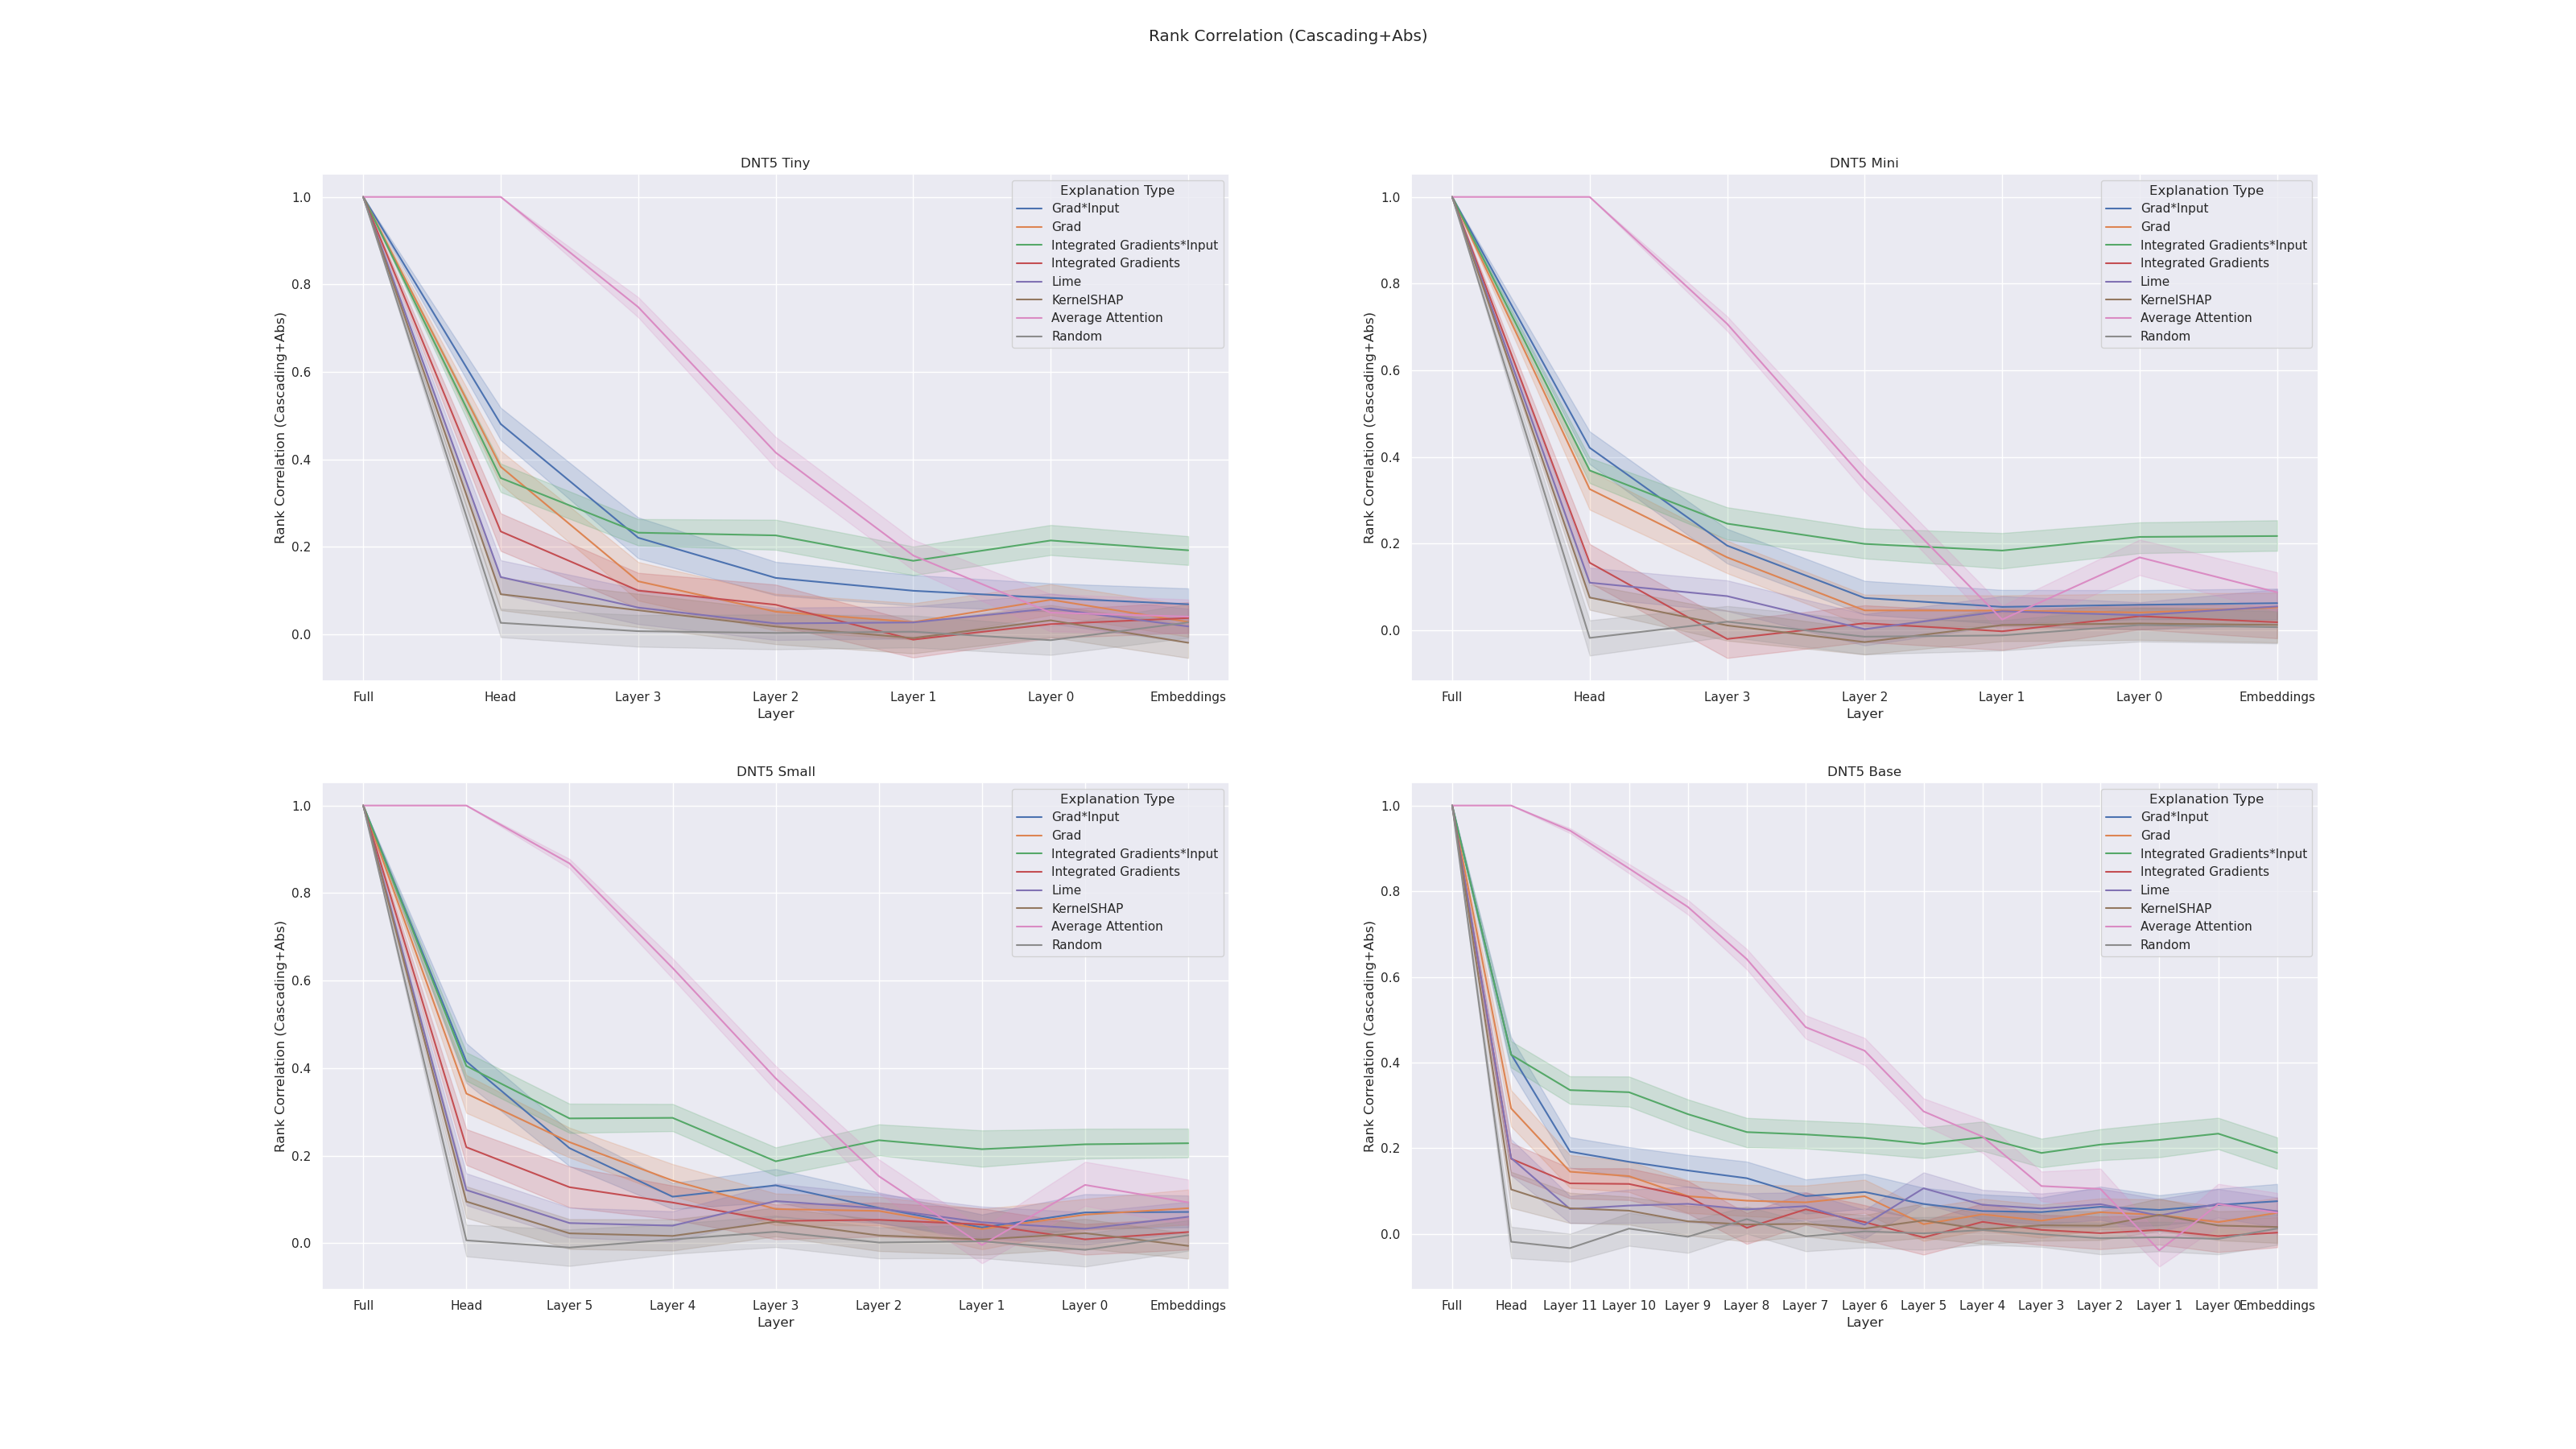 Rank Correlation (Cascading+Abs)
DNT5 Tiny
Rank Correlation (Cascading+Abs)
1.0
0.8
0.6
0.4
0.2
0.0
Explanation Type
Grad*Input
Grad
Integrated Gradients*Input
Integrated Gradients
Lime
KernelSHAP
Average Attention
Random
Full Head Layer 3 Layer 2 Layer 1 Layer 0 Embeddings
Layer
DNT5 Mini
Rank Correlation (Cascading+Abs)
1.0
0.8
0.6
0.4
0.2
0.0
Explanation Type
Grad*Input
Grad
Integrated Gradients*Input
Integrated Gradients
Lime
KernelSHAP
Average Attention
Random
Full Head Layer 3 Layer 2 Layer 1 Layer 0 Embeddings
Layer
DNT5 Small
Rank Correlation (Cascading+Abs)
1.0
0.8
0.6
0.4
0.2
0.0
Explanation Type
Grad*Input
Grad
Integrated Gradients*Input
Integrated Gradients
Lime
KernelSHAP
Average Attention
Random
Full Head Layer 5 Layer 4 Layer 3 Layer 2 Layer 1 Layer 0 Embeddings
Layer
DNT5 Base
Rank Correlation (Cascading+Abs)
1.0
0.8
0.6
0.4
0.2
0.0
Explanation Type
Grad*Input
Grad
Integrated Gradients*Input
Integrated Gradients
Lime
KernelSHAP
Average Attention
Random
Full Head Layer 11 Layer 10 Layer 9 Layer 8 Layer 7 Layer 6 Layer 5 Layer 4 Layer 3 Layer 2 Layer 1 Layer 0 Embeddings
Layer